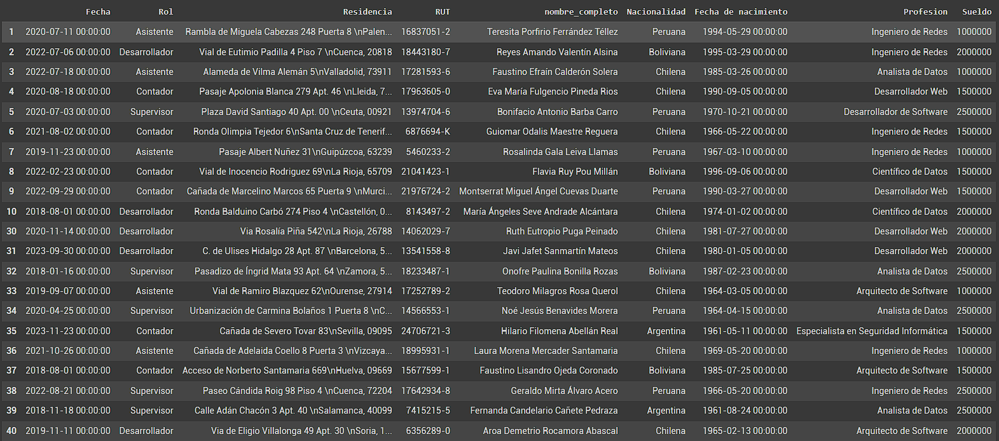 Fecha Rol Residencia RUT nombre_completo Nacionalidad Fecha de nacimiento Profesion Sueldo
1 2020-07-11 00:00:00 Asistente Rambla de Miguela Cabezas 248 Puerta 8 \nPalen... 16837051-2 Teresita Porfirio Ferrández Téllez Peruana 1994-05-29 00:00:00 Ingeniero de Redes 1000000
2 2022-07-06 00:00:00 Desarrollador Vial de Eutimio Padilla 4 Piso 7 \nCuenca, 20818 18443180-7 Reyes Amando Valentín Alsina Boliviana 1995-03-29 00:00:00 Ingeniero de Redes 2000000
3 2022-07-18 00:00:00 Asistente Alameda de Vilma Alemán 5\nValladolid, 73911 17281593-6 Faustino Efraín Calderón Solera Chilena 1985-03-26 00:00:00 Analista de Datos 1000000
4 2020-08-18 00:00:00 Contador Pasaje Apolonia Blanca 279 Apt. 46 \nLleida, 7... 17963605-0 Eva María Fulgencio Pineda Rios Chilena 1990-09-05 00:00:00 Desarrollador Web 1500000
5 2020-07-03 00:00:00 Supervisor Plaza David Santiago 40 Apt. 00 \nCeuta, 00921 13974704-6 Bonifacio Antonio Barba Carro Peruana 1970-10-21 00:00:00 Desarrollador de Software 2500000
6 2021-08-02 00:00:00 Contador Ronda Olimpia Tejedor 6\nSanta Cruz de Tenerif... 6876694-K Guiomar Odalis Maestre Reguera Chilena 1966-05-22 00:00:00 Ingeniero de Redes 1500000
7 2019-11-23 00:00:00 Asistente Pasaje Albert Nuñez 31\nGuipúzcoa, 63239 5460233-2 Rosalinda Gala Leiva Llamas Peruana 1967-03-10 00:00:00 Ingeniero de Redes 1000000
8 2022-02-23 00:00:00 Contador Vial de Inocencio Rodriguez 69\nLa Rioja, 65709 21041423-1 Flavia Ruy Pou Millán Boliviana 1996-09-06 00:00:00 Científico de Datos 1500000
9 2022-09-29 00:00:00 Contador Cañada de Marcelino Marcos 65 Puerta 9 \nMurci... 21976724-2 Montserrat Miguel Ángel Cuevas Duarte Peruana 1990-03-27 00:00:00 Desarrollador Web 1500000
10 2018-08-01 00:00:00 Desarrollador Ronda Balduino Carbó 274 Piso 4 \nCastellón, 0... 8143497-2 María Ángeles Seve Andrade Alcántara Chilena 1974-01-02 00:00:00 Científico de Datos 2000000
30 2020-11-14 00:00:00 Desarrollador Via Rosalía Piña 542\nLa Rioja, 26788 14062029-7 Ruth Eutropio Puga Peinado Chilena 1981-07-27 00:00:00 Desarrollador Web 2000000
31 2023-09-30 00:00:00 Desarrollador C. de Ulises Hidalgo 28 Apt. 87 \nBarcelona, 5... 13541558-8 Javi Jafet Sanmartín Mateos Chilena 1980-01-05 00:00:00 Desarrollador Web 2000000
32 2018-01-16 00:00:00 Supervisor Pasadizo de Íngrid Mata 93 Apt. 64 \nZamora, 5... 18233487-1 Onofre Paulina Bonilla Rozas Boliviana 1987-02-23 00:00:00 Analista de Datos 2500000
33 2019-09-07 00:00:00 Asistente Vial de Ramiro Blazquez 62\nOurense, 27914 17252789-2 Teodoro Milagros Rosa Querol Chilena 1964-03-05 00:00:00 Arquitecto de Software 1000000
34 2020-04-25 00:00:00 Supervisor Urbanización de Carmina Bolaños 1 Puerta 8 \nC... 14566553-1 Noé Jesús Benavides Morera Peruana 1964-04-15 00:00:00 Analista de Datos 2500000
35 2023-11-23 00:00:00 Contador Cañada de Severo Tovar 83\nSevilla, 09095 24706721-3 Hilario Filomena Abellán Real Argentina 1961-05-11 00:00:00 Especialista en Seguridad Informática 1500000
36 2021-10-26 00:00:00 Asistente Cañada de Adelaida Coello 8 Puerta 3 \nVizcaya... 18995931-1 Laura Morena Mercader Santamaria Chilena 1969-05-20 00:00:00 Ingeniero de Redes 1000000
37 2018-08-01 00:00:00 Contador Acceso de Norberto Santamaria 669\nHuelva, 09669 15677599-1 Faustino Lisandro Ojeda Coronado Boliviana 1985-07-25 00:00:00 Arquitecto de Software 1500000
38 2022-08-21 00:00:00 Supervisor Paseo Cándida Roig 98 Piso 4 \nCuenca, 72204 17642934-8 Geraldo Mirta Álvaro Acero Peruana 1966-05-20 00:00:00 Ingeniero de Redes 2500000
39 2018-11-18 00:00:00 Supervisor Calle Adán Chacón 3 Apt. 40 \nSalamanca, 40099 7415215-5 Fernanda Candelario Cañete Pedraza Argentina 1961-08-24 00:00:00 Analista de Datos 2500000
40 2019-11-11 00:00:00 Desarrollador Via de Eligio Villalonga 49 Apt. 30 \nSoria, 1... 6356289-0 Aroa Demetrio Rocamora Abascal Chilena 1965-02-13 00:00:00 Arquitecto de Software 2000000